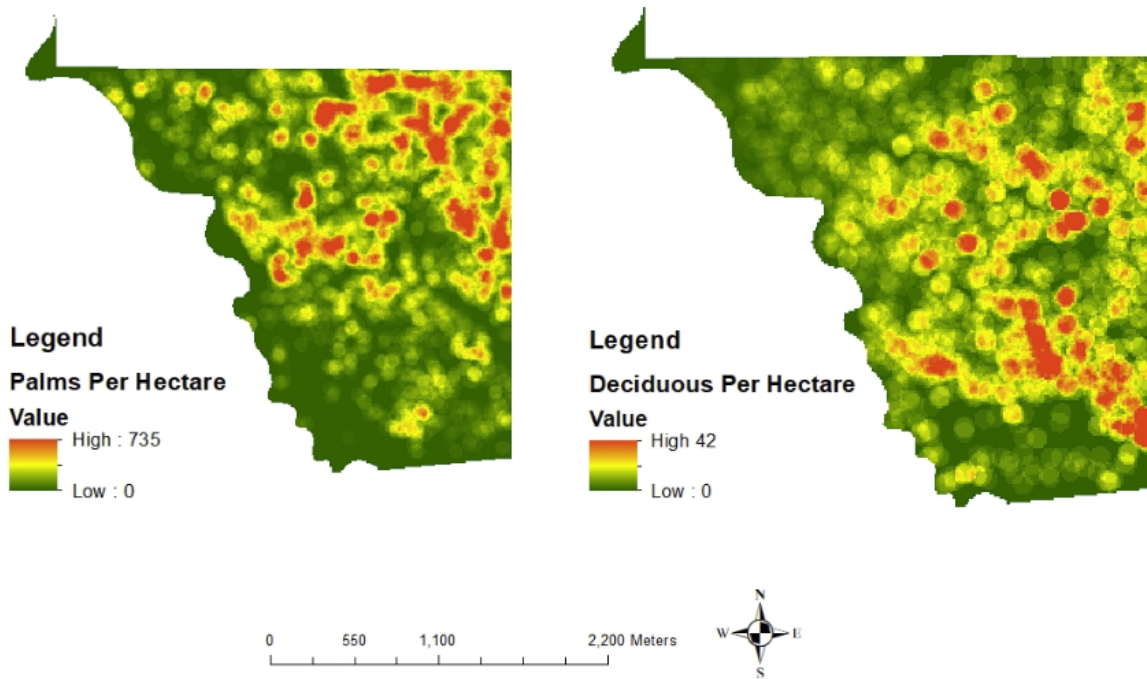 Legend
Palms Per Hectare
Value
High : 735
Low : 0
Legend
Deciduous Per Hectare
Value
High 42
Low : 0
0 550 1,100 2,200 Meters
N
W E
S